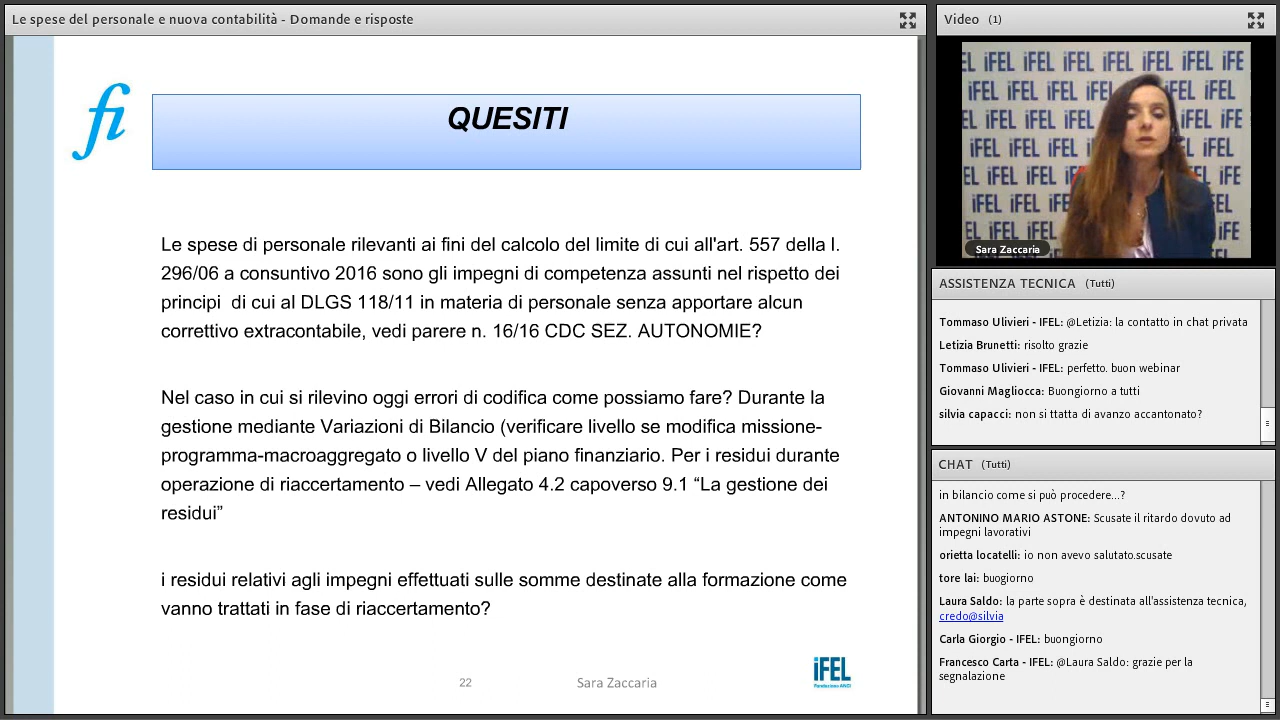 Le spese del personale e nuova contabilità - Domande e risposte
fi
QUESITI
Le spese di personale rilevanti ai fini del calcolo del limite di cui all'art. 557 della l.
296/06 a consuntivo 2016 sono gli impegni di competenza assunti nel rispetto dei
principi di cui al DLGS 118/11 in materia di personale senza apportare alcun
correttivo extracontabile, vedi parere n. 16/16 CDC SEZ. AUTONOMIE?
Nel caso in cui si rilevino oggi errori di codifica come possiamo fare? Durante la
gestione mediante Variazioni di Bilancio (verificare livello se modifica missione-
programma-macroaggregato o livello V del piano finanziario. Per i residui durante
operazione di riaccertamento – vedi Allegato 4.2 capoverso 9.1 “La gestione dei
residui”
i residui relativi agli impegni effettuati sulle somme destinate alla formazione come
vanno trattati in fase di riaccertamento?
22
Sara Zaccaria
iFEL
Fondazione ANCI
Video (1)
iFEL iFEL iFEL iFEL
Sara Zaccaria
ASSISTENZA TECNICA (Tutti)
Tommaso Ulivieri - IFEL: @Letizia: la contatto in chat privata
Letizia Brunetti: risolto grazie
Tommaso Ulivieri - IFEL: perfetto. buon webinar
Giovanni Magliocca: Buongiorno a tutti
silvia capacci: non si ttatta di avanzo accantonato?
CHAT (Tutti)
in bilancio come si può procedere...?
ANTONINO MARIO ASTONE: Scusate il ritardo dovuto ad
impegni lavorativi
orietta locatelli: io non avevo salutato.scusate
tore lai: buogiorno
Laura Saldo: la parte sopra è destinata all'assistenza tecnica,
credo@silvia
Carla Giorgio - IFEL: buongiorno
Francesco Carta - IFEL: @Laura Saldo: grazie per la
segnalazione